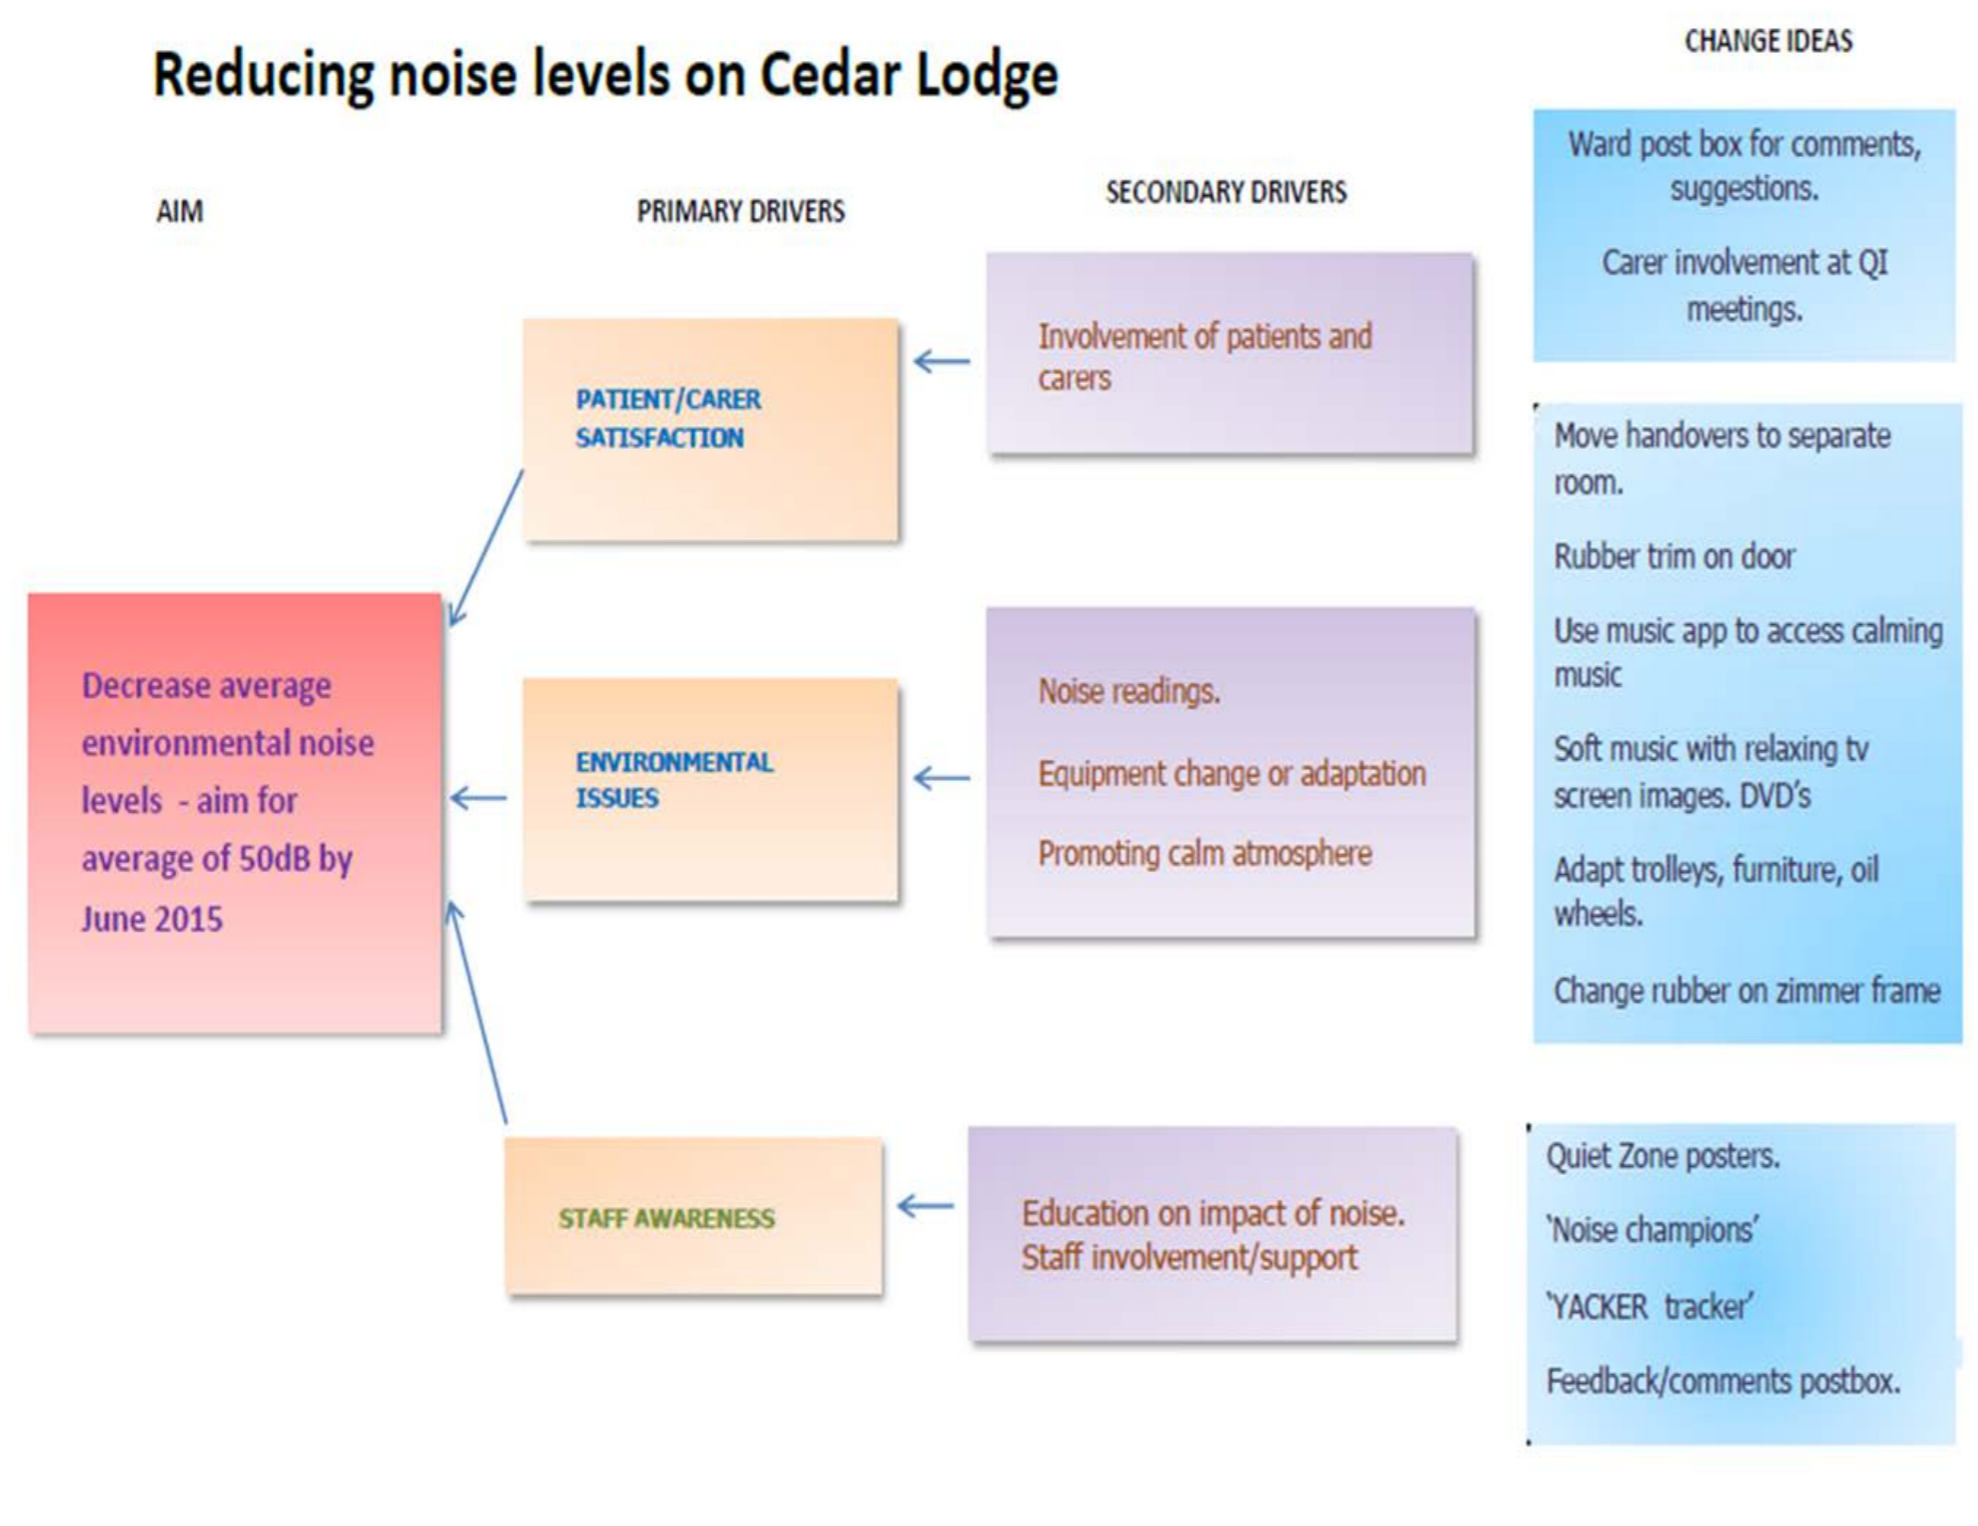 Reducing noise levels on Cedar Lodge
AIM
PRIMARY DRIVERS
SECONDARY DRIVERS
CHANGE IDEAS
Decrease average
environmental noise
levels - aim for
average of 50dB by
June 2015
PATIENT/CARER
SATISFACTION
ENVIRONMENTAL
ISSUES
STAFF AWARENESS
Involvement of patients and
carers
Noise readings.
Equipment change or adaptation
Promoting calm atmosphere
Education on impact of noise.
Staff involvement/support
Ward post box for comments,
suggestions.
Carer involvement at QI
meetings.
Move handovers to separate
room.
Rubber trim on door
Use music app to access calming
music
Soft music with relaxing tv
screen images. DVD’s
Adapt trolleys, furniture, oil
wheels.
Change rubber on zimmer frame
Quiet Zone posters.
‘Noise champions’
‘YACKER tracker’
Feedback/comments postbox.